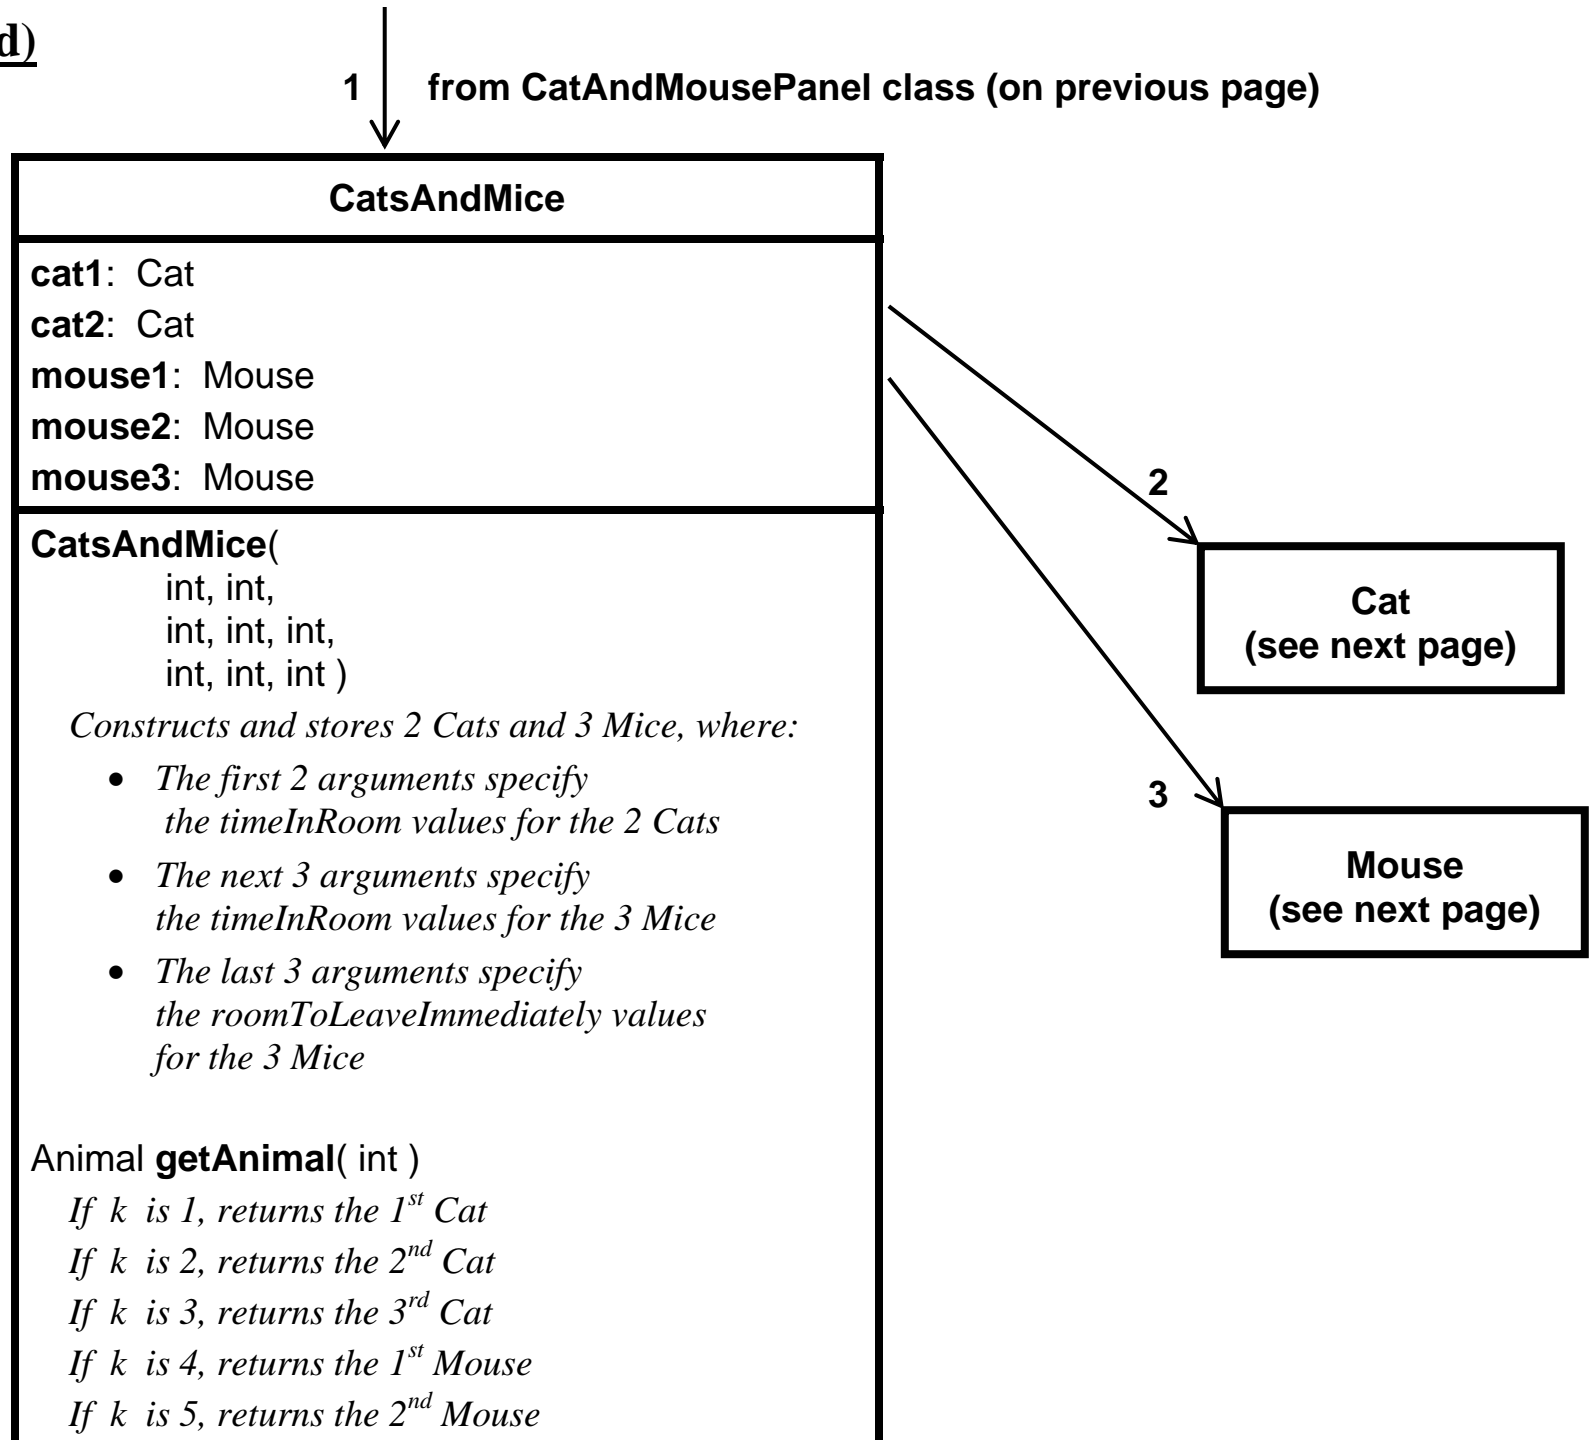 d)
1 from CatAndMousePanel class (on previous page)
CatsAndMice
cat1: Cat
cat2: Cat
mouse1: Mouse
mouse2: Mouse
mouse3: Mouse
CatsAndMice(
int, int,
int, int, int,
int, int, int )
Constructs and stores 2 Cats and 3 Mice, where:
• The first 2 arguments specify
the timeInRoom values for the 2 Cats
• The next 3 arguments specify
the timeInRoom values for the 3 Mice
• The last 3 arguments specify
the roomToLeaveImmediately values
for the 3 Mice
Animal getAnimal( int )
If k is 1, returns the 1st Cat
If k is 2, returns the 2nd Cat
If k is 3, returns the 3rd Cat
If k is 4, returns the 1st Mouse
If k is 5, returns the 2nd Mouse
2
Cat
(see next page)
3
Mouse
(see next page)